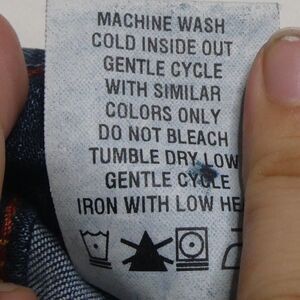 MACHINE WASH
COLD INSIDE OUT
GENTLE CYCLE
WITH SIMILAR
COLORS ONLY
DO NOT BLEACH
TUMBLE DRY LOW
GENTLE CYCLE
IRON WITH LOW HE